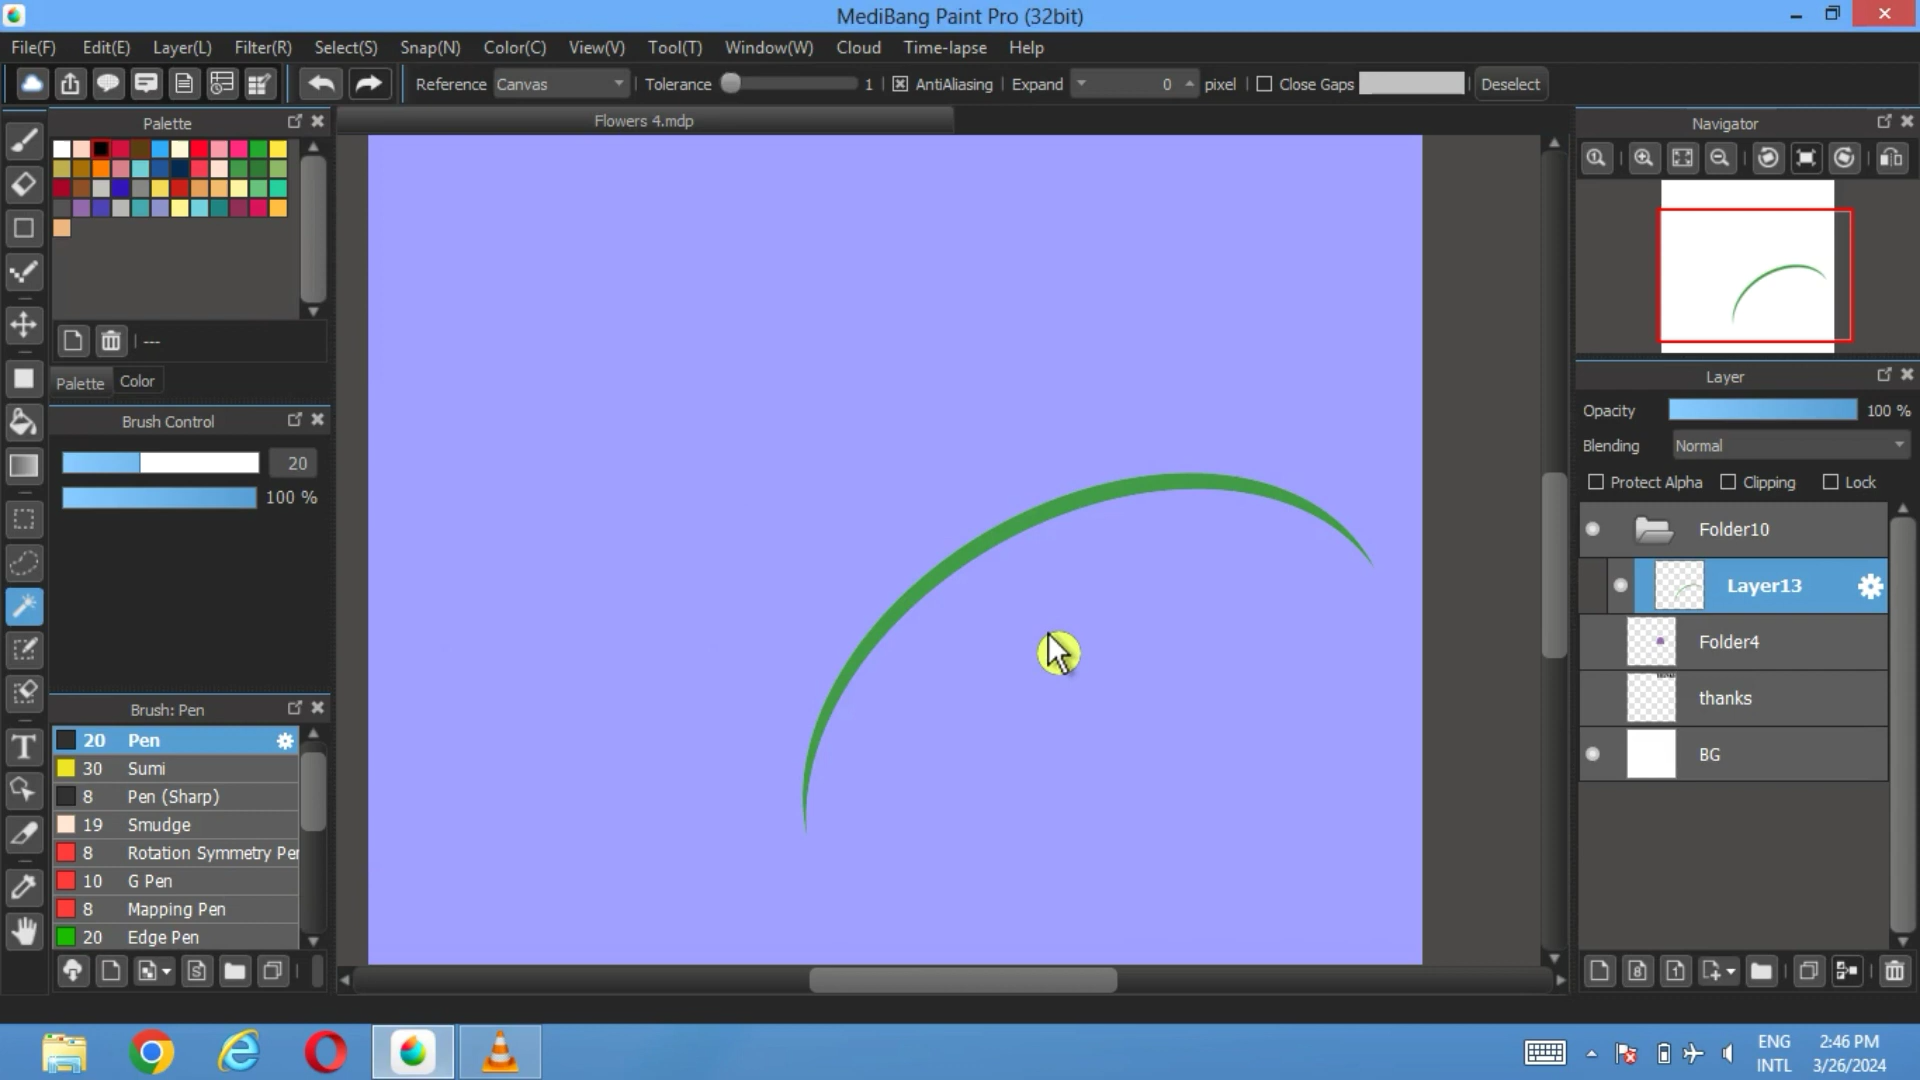 MediBang Paint Pro (32bit)
File(F) Edit(E) Layer(L) Filter(R) Select(S) Snap(N) Color(C) View(V) Tool(T) Window(W) Cloud Time-lapse Help
Reference Canvas Tolerance 1 AntiAliasing Expand 0 pixel Close Gaps Deselect
Palette
Flowers 4.mdp
Navigator
---
Palette Color
Brush Control
20
100 %
Brush: Pen
20 Pen
30 Sumi
8 Pen (Sharp)
19 Smudge
8 Rotation Symmetry Per
10 G Pen
8 Mapping Pen
20 Edge Pen
Layer
Opacity 100 %
Blending Normal
Protect Alpha Clipping Lock
Folder10
Layer13
Folder4
thanks
BG
ENG 2:46 PM
INTL 3/26/2024